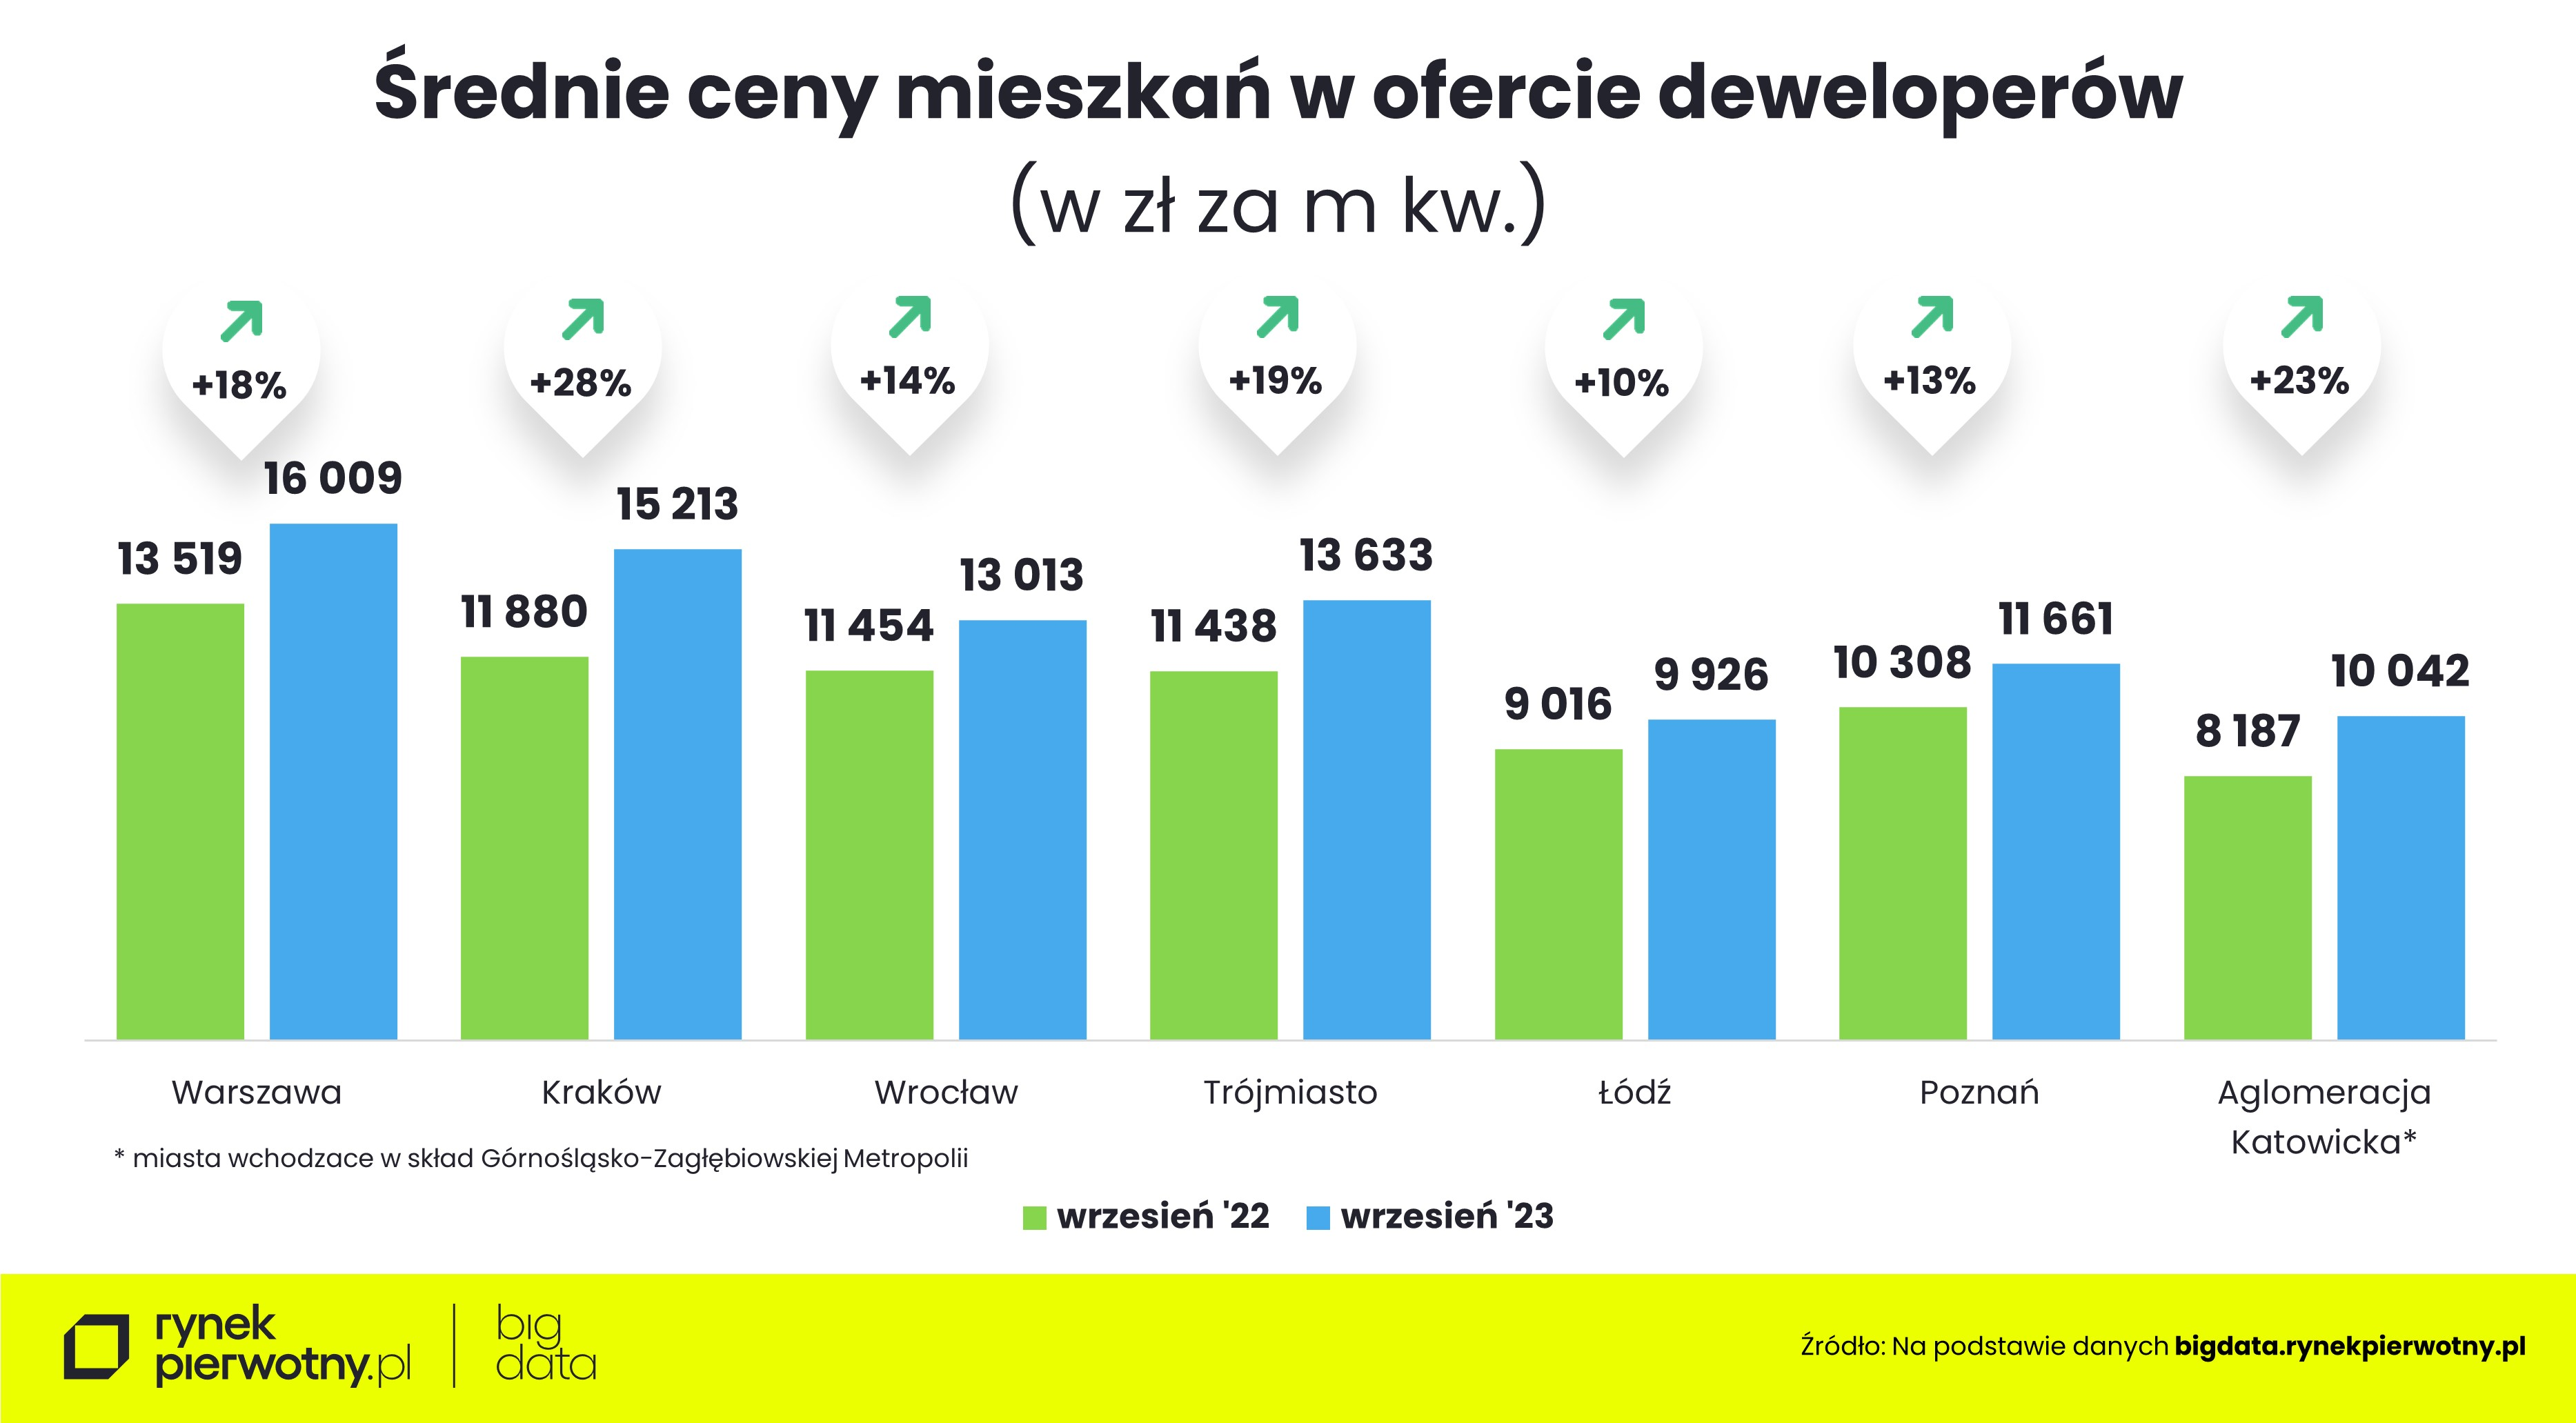 Średnie ceny mieszkań w ofercie deweloperów
(w zł za m kw.)
+18%
+28%
+14%
+19%
+10%
+13%
+23%
13 519
16 009
11 880
15 213
11 454
13 013
11 438
13 633
9 016
9 926
10 308
11 661
8 187
10 042
Warszawa
Kraków
Wrocław
Trójmiasto
Łódź
Poznań
Aglomeracja
Katowicka*
* miasta wchodzace w skład Górnośląsko-Zagłębiowskiej Metropolii
wrzesień '22
wrzesień '23
rynek
pierwotny.pl
big
data
Źródło: Na podstawie danych bigdata.rynekpierwotny.pl